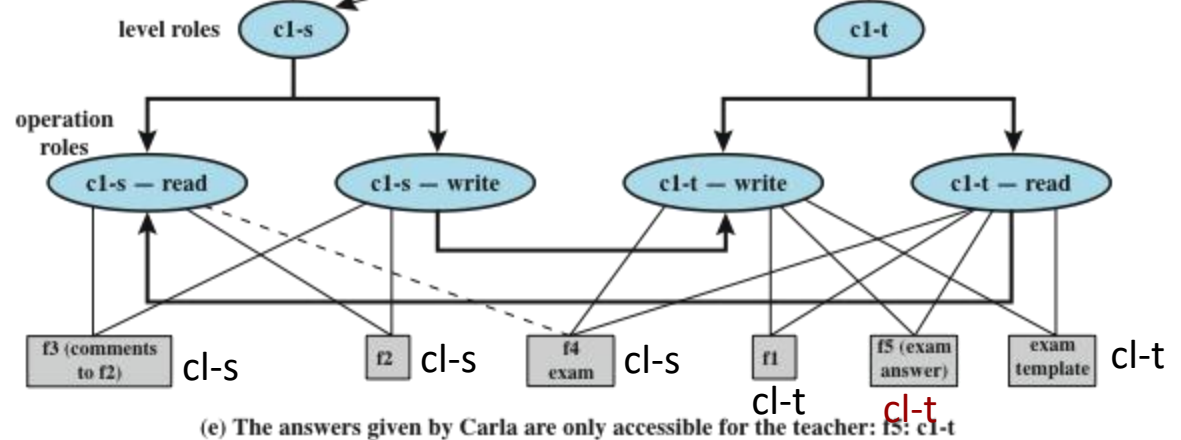 level roles
c1-s
c1-t
operation
roles
c1-s — read
c1-s — write
c1-t — write
c1-t — read
f3 (comments
to f2)
cl-s
f2
cl-s
f4
exam
cl-s
f1
cl-t
f5 (exam
answer)
cl-t
exam
template
cl-t
(e) The answers given by Carla are only accessible for the teacher: f5: c1-t